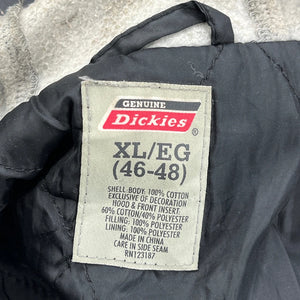 GENUINE
Dickies®
XL/EG
(46-48)
SHELL: BODY: 100% COTTON
EXCLUSIVE OF DECORATION
HOOD & FRONT INSERT:
60% COTTON/40% POLYESTER
FILLING: 100% POLYESTER
LINING: 100% POLYESTER
MADE IN CHINA
CARE IN SIDE SEAM
RN123187